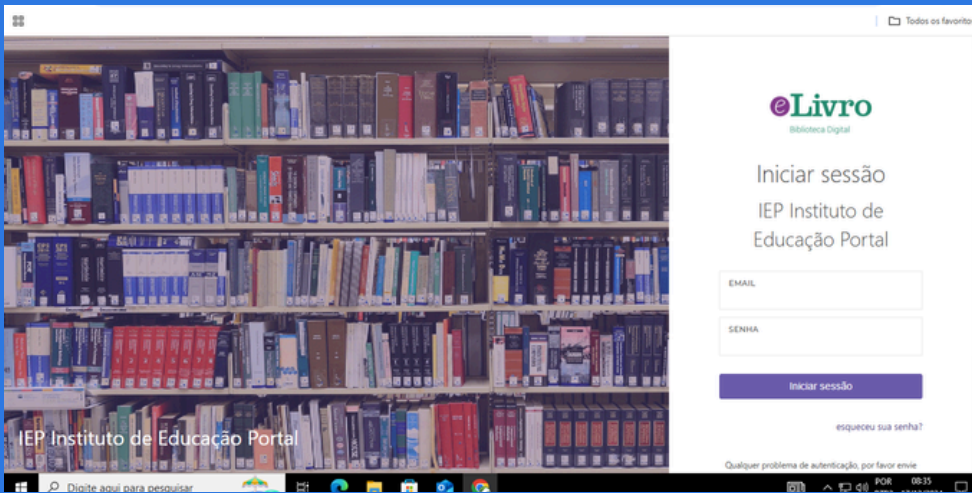 Todos os favorito
eLivro
Biblioteca Digital
Iniciar sessão
IEP Instituto de
Educação Portal
EMAIL
SENHA
Iniciar sessão
esqueceu sua senha?
Qualquer problema de autenticação, por favor envie
IEP Instituto de Educação Portal
Digite aqui para pesquisar
POR
08:35